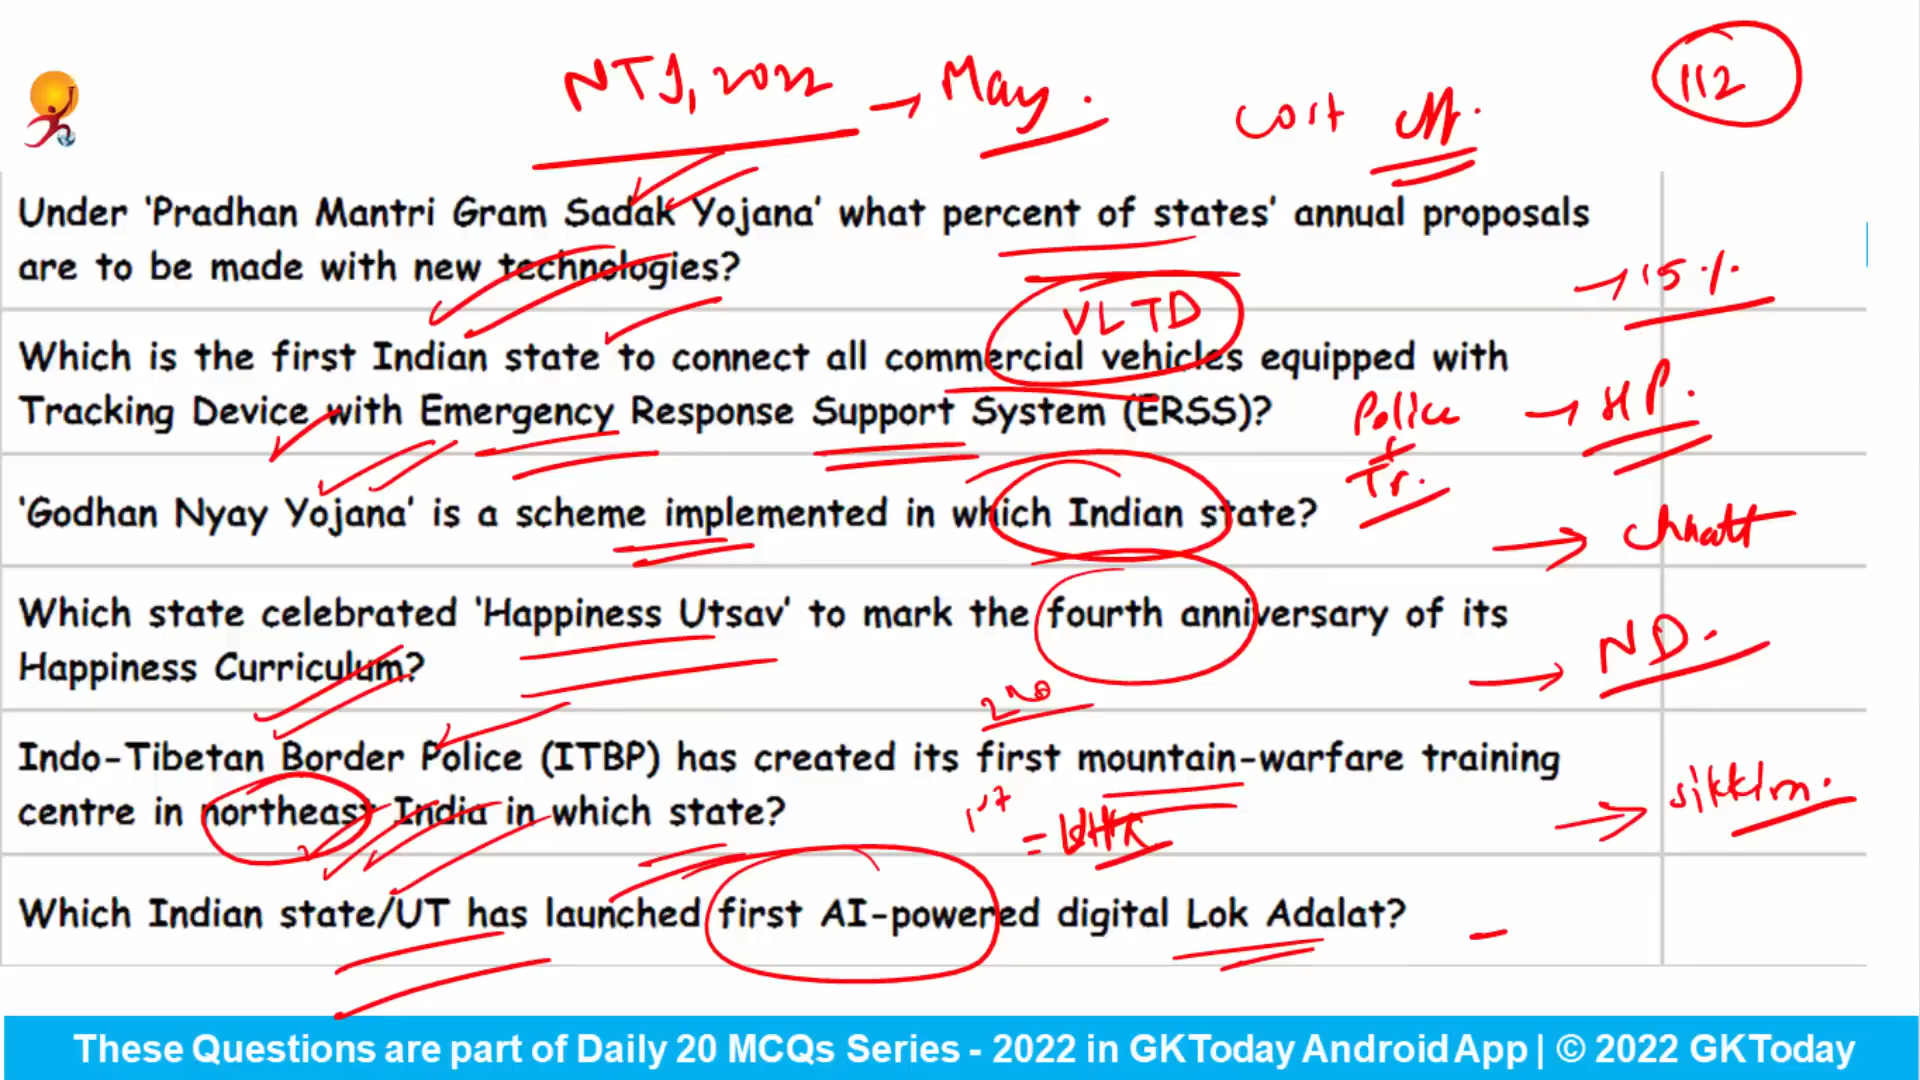 NTI, 2022 → May.
cost eff.
112
Under ‘Pradhan Mantri Gram Sadak Yojana’ what percent of states’ annual proposals
are to be made with new technologies?
→ 15%
VLTD
Which is the first Indian state to connect all commercial vehicles equipped with
Tracking Device with Emergency Response Support System (ERSS)?
Police
+
Tr.
→ HP.
‘Godhan Nyay Yojana’ is a scheme implemented in which Indian state?
→ chhatt
Which state celebrated ‘Happiness Utsav’ to mark the fourth anniversary of its
Happiness Curriculum?
→ ND.
2nd
Indo-Tibetan Border Police (ITBP) has created its first mountain-warfare training
centre in northeast India in which state?
1st
→ sikkim.
Which Indian state/UT has launched first AI-powered digital Lok Adalat? -
These Questions are part of Daily 20 MCQs Series - 2022 in GKToday Android App | © 2022 GKToday